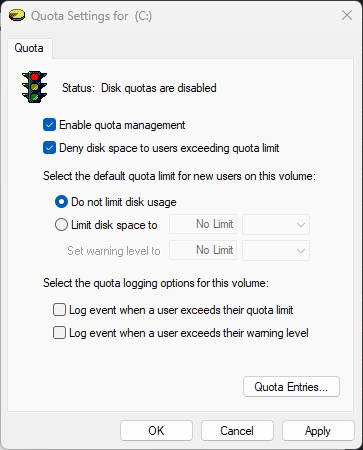 Quota Settings for (C:)
Quota
Status: Disk quotas are disabled
Enable quota management
Deny disk space to users exceeding quota limit
Select the default quota limit for new users on this volume:
Do not limit disk usage
Limit disk space to No Limit
Set warning level to No Limit
Select the quota logging options for this volume:
Log event when a user exceeds their quota limit
Log event when a user exceeds their warning level
Quota Entries...
OK Cancel Apply